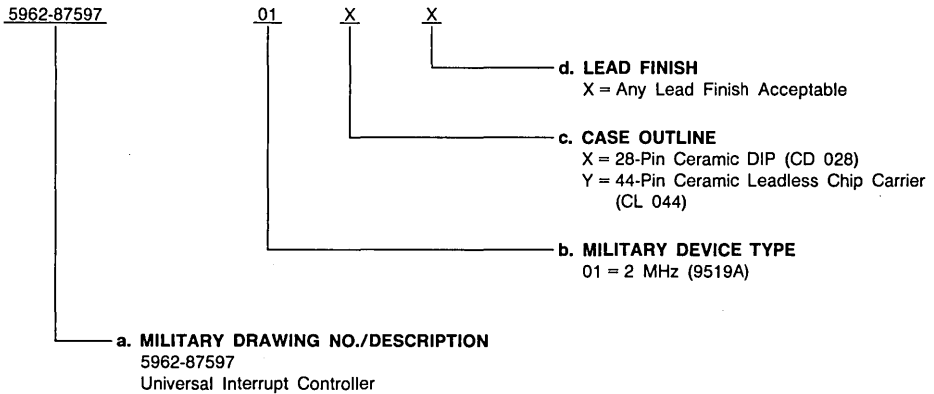 5962-87597 01 X X
d. LEAD FINISH
X = Any Lead Finish Acceptable
c. CASE OUTLINE
X = 28-Pin Ceramic DIP (CD 028)
Y = 44-Pin Ceramic Leadless Chip Carrier
(CL 044)
b. MILITARY DEVICE TYPE
01 = 2 MHz (9519A)
a. MILITARY DRAWING NO./DESCRIPTION
5962-87597
Universal Interrupt Controller